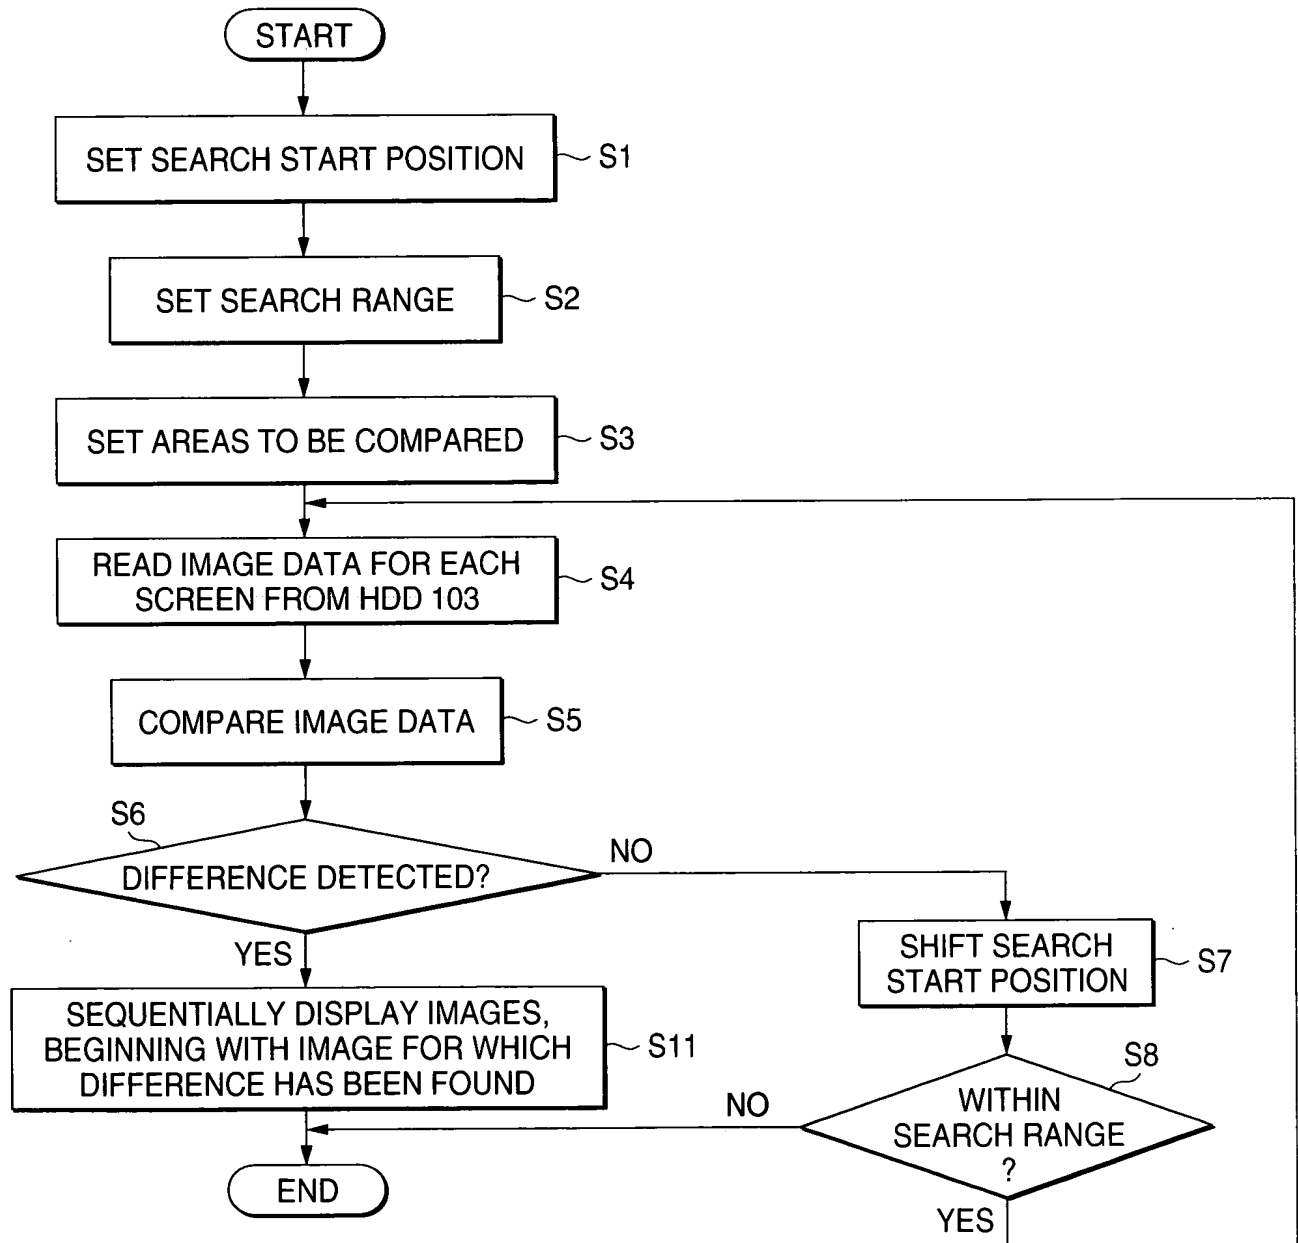 START
SET SEARCH START POSITION
S1
SET SEARCH RANGE
S2
SET AREAS TO BE COMPARED
S3
READ IMAGE DATA FOR EACH
SCREEN FROM HDD 103
S4
COMPARE IMAGE DATA
S5
S6
DIFFERENCE DETECTED?
NO
YES
SHIFT SEARCH
START POSITION
S7
SEQUENTIALLY DISPLAY IMAGES,
BEGINNING WITH IMAGE FOR WHICH
DIFFERENCE HAS BEEN FOUND
S11
S8
WITHIN
SEARCH RANGE
?
NO
YES
END